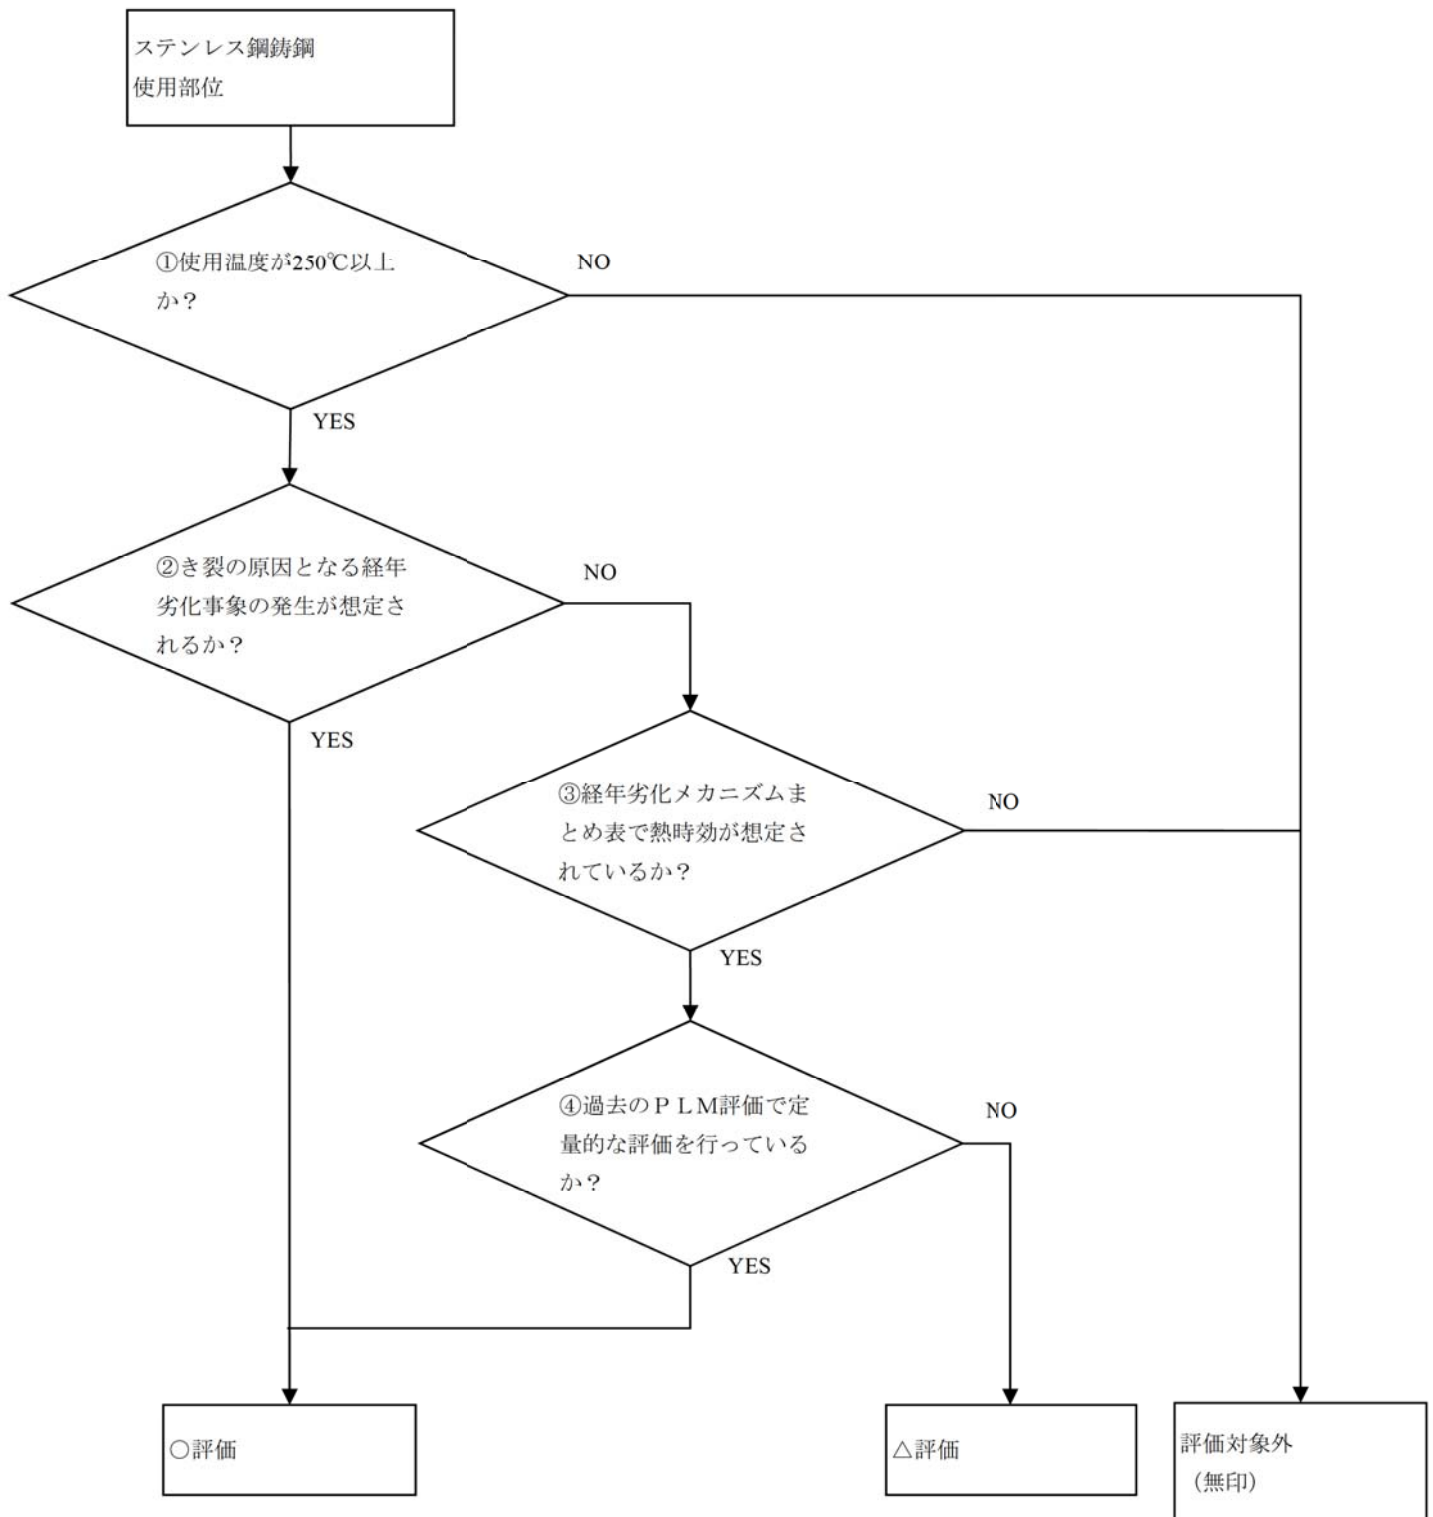 ステンレス鋼鋳鋼
使用部位
①使用温度が250℃以上
か？
NO
YES
②き裂の原因となる経年
劣化事象の発生が想定さ
れるか？
NO
YES
③経年劣化メカニズムま
とめ表で熱時効が想定さ
れているか？
NO
YES
④過去のＰＬＭ評価で定
量的な評価を行っている
か？
NO
YES
○評価
△評価
評価対象外
（無印）